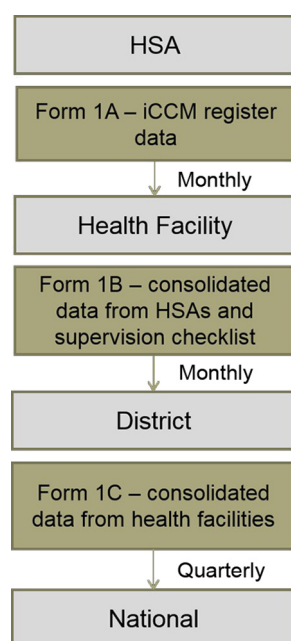 HSA
Form 1A – iCCM register
data
Monthly
Health Facility
Form 1B – consolidated
data from HSAs and
supervision checklist
Monthly
District
Form 1C – consolidated
data from health facilities
Quarterly
National